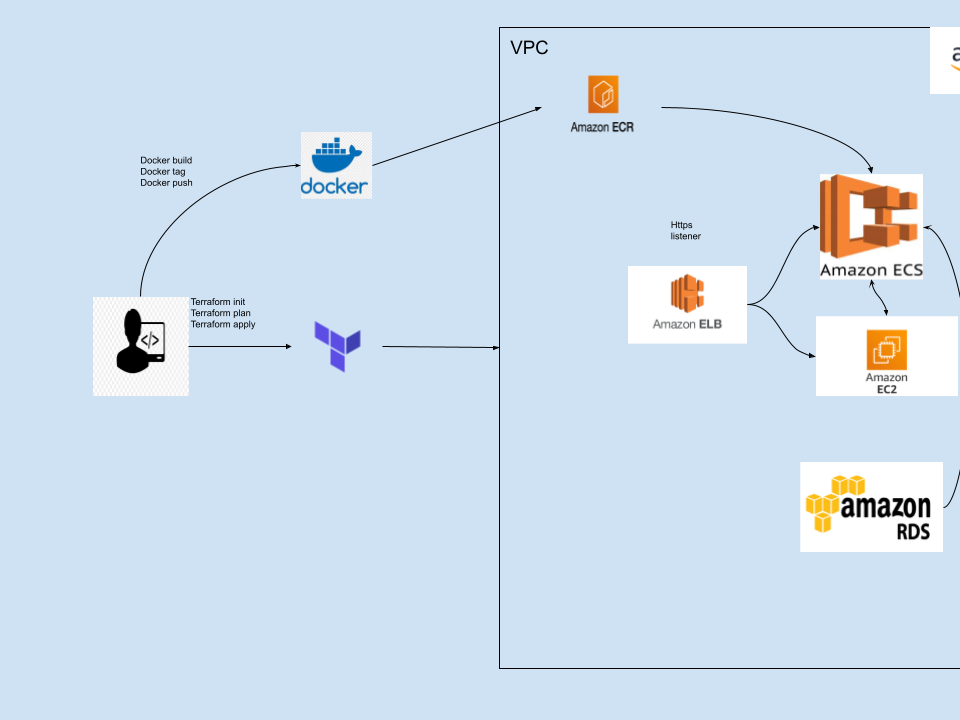 VPC
a
Amazon ECR
Docker build
Docker tag
Docker push
docker
Https
listener
Amazon ECS
Terraform init
Terraform plan
Terraform apply
</>
Amazon ELB
Amazon
EC2
amazon
RDS